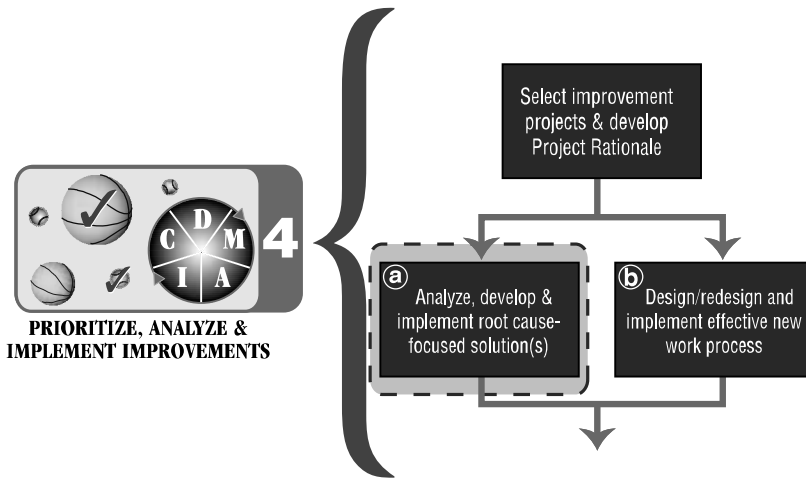 Select improvement
projects & develop
Project Rationale
D
C
M
I
A
4
PRIORITIZE, ANALYZE &
IMPLEMENT IMPROVEMENTS
a
Analyze, develop &
implement root cause-
focused solution(s)
b
Design/redesign and
implement effective new
work process